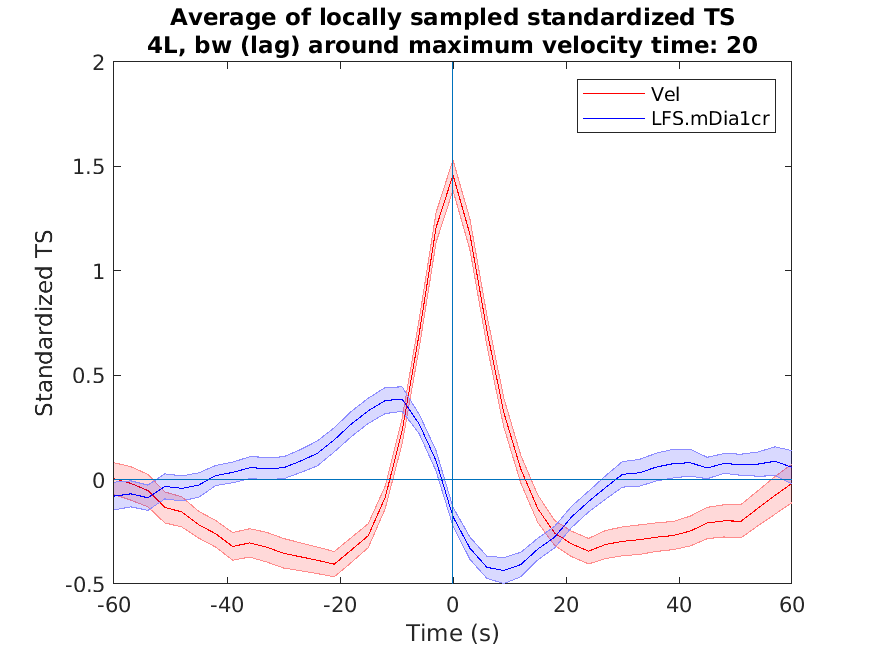 Average of locally sampled standardized TS
4L, bw (lag) around maximum velocity time: 20
2
Vel
LFS.mDia1cr
1.5
1
0.5
0
-0.5
Standardized TS
-60
-40
-20
0
20
40
60
Time (s)